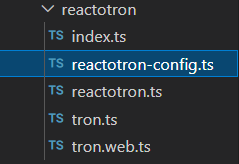 reactotron
TS index.ts
TS reactotron-config.ts
TS reactotron.ts
TS tron.ts
TS tron.web.ts